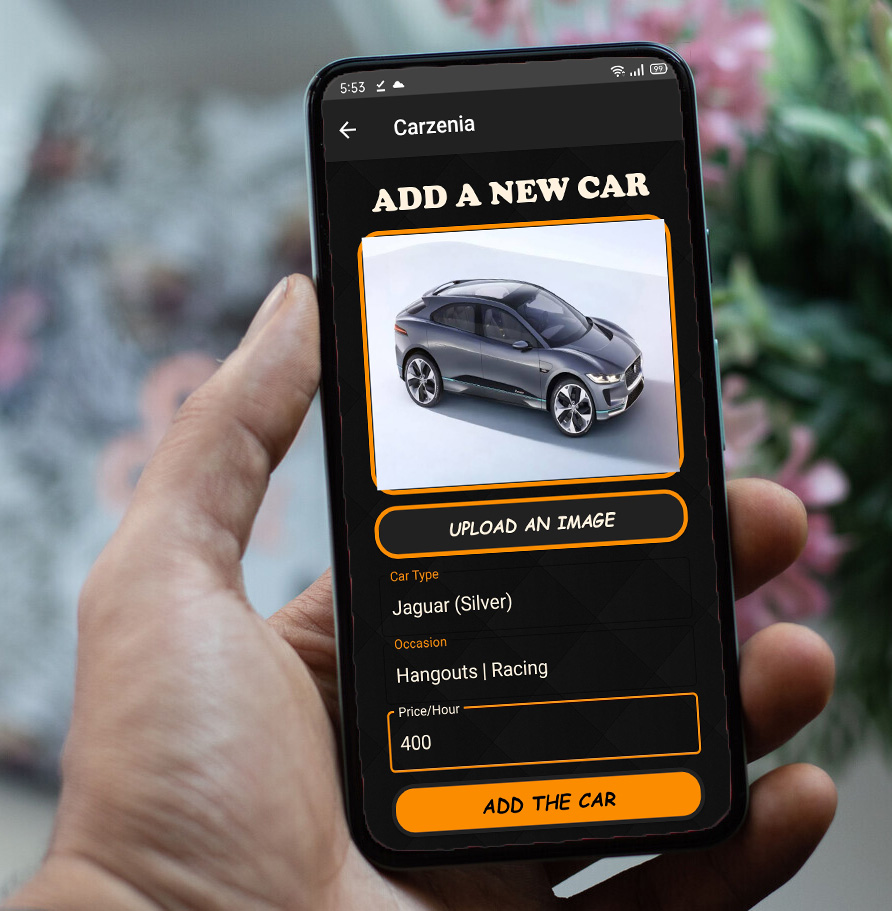 5:53
99
Carzenia
ADD A NEW CAR
UPLOAD AN IMAGE
Car Type
Jaguar (Silver)
Occasion
Hangouts | Racing
Price/Hour
400
ADD THE CAR